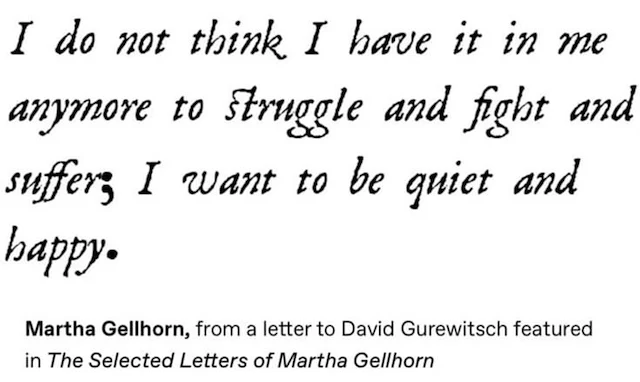 I do not think I have it in me
anymore to struggle and fight and
suffer; I want to be quiet and
happy.
Martha Gellhorn, from a letter to David Gurewitsch featured
in The Selected Letters of Martha Gellhorn